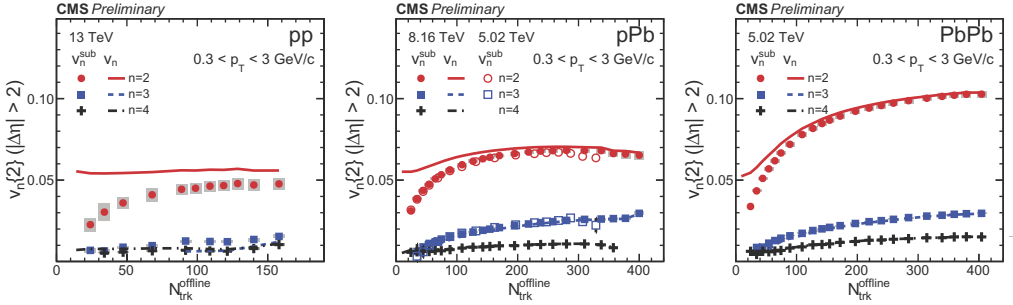 CMS Preliminary
pp
13 TeV
v_n^sub v_n
0.3 < p_T < 3 GeV/c
n=2
n=3
n=4
v_n{2} (|Δη| > 2)
0.10
0.05
0 50 100 150
N_trk^offline
CMS Preliminary
pPb
8.16 TeV 5.02 TeV
v_n^sub v_n v_n^sub
0.3 < p_T < 3 GeV/c
n=2
n=3
n=4
v_n{2} (|Δη| > 2)
0.10
0.05
0 100 200 300 400
N_trk^offline
CMS Preliminary
PbPb
5.02 TeV
v_n^sub v_n
0.3 < p_T < 3 GeV/c
n=2
n=3
n=4
v_n{2} (|Δη| > 2)
0.10
0.05
0 100 200 300 400
N_trk^offline